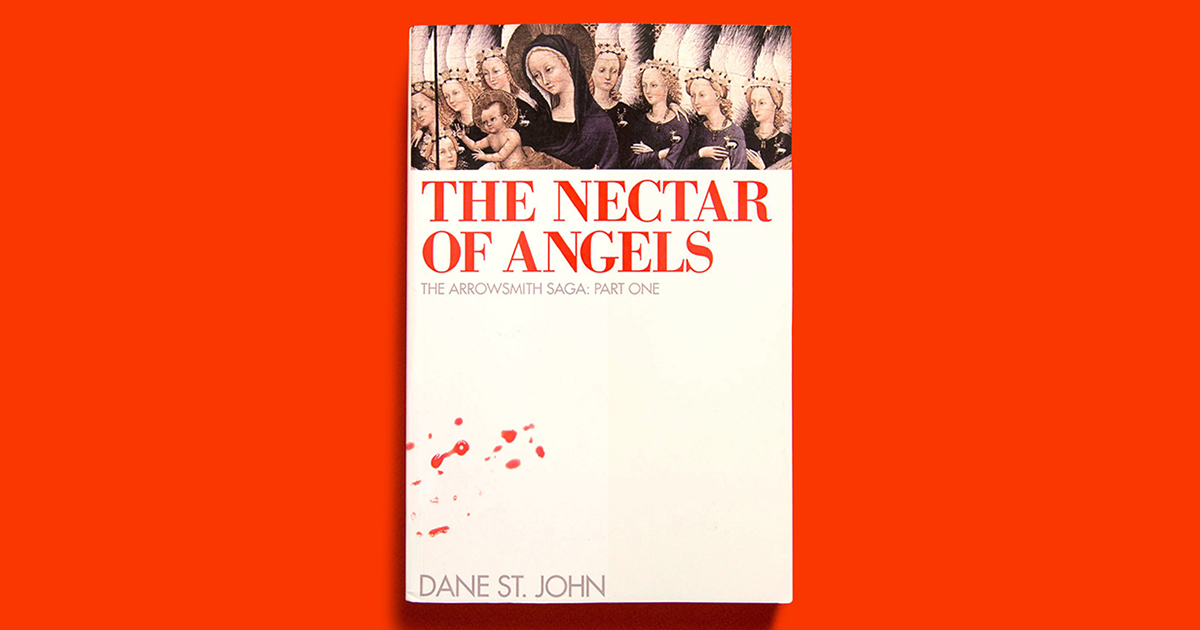 THE NECTAR
OF ANGELS
THE ARROWSMITH SAGA: PART ONE
DANE ST. JOHN